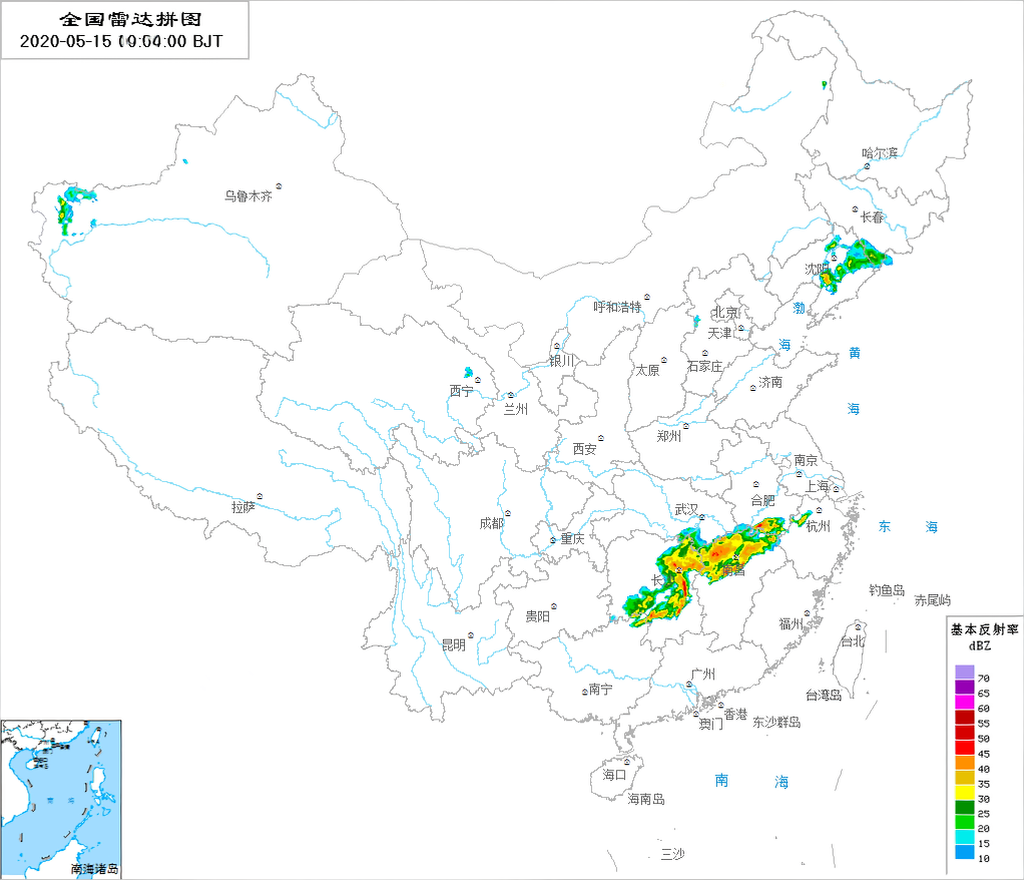 全国雷达拼图
2020-05-15 09:04:00 BJT
哈尔滨
乌鲁木齐
长春
沈阳
呼和浩特
北京
渤
天津
银川
海
黄
太原
石家庄
西宁
济南
兰州
海
郑州
西安
南京
上海
合肥
拉萨
武汉
成都
杭州
东 海
重庆
南昌
长
钓鱼岛
赤尾屿
贵阳
福州
基本反射率
dBZ
昆明
台北
广州
70
南宁
台湾岛
65
香港
60
澳门
东沙群岛
55
50
45
海口
南 海
40
海南岛
35
30
南 海
25
20
三沙
15
南海诸岛
10